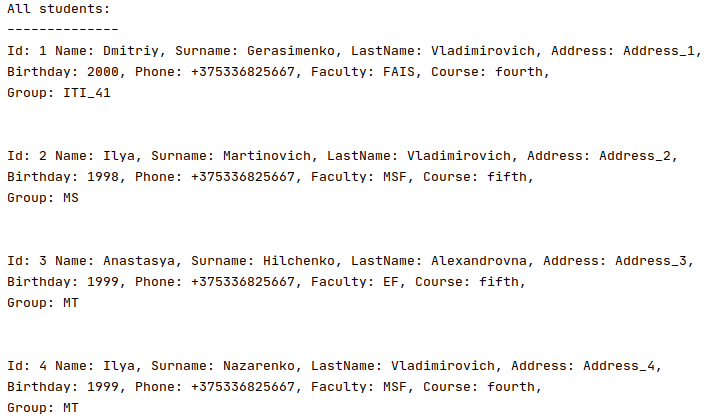 All students:
--------------
Id: 1 Name: Dmitriy, Surname: Gerasimenko, LastName: Vladimirovich, Address: Address_1,
Birthday: 2000, Phone: +375336825667, Faculty: FAIS, Course: fourth,
Group: ITI_41
Id: 2 Name: Ilya, Surname: Martinovich, LastName: Vladimirovich, Address: Address_2,
Birthday: 1998, Phone: +375336825667, Faculty: MSF, Course: fifth,
Group: MS
Id: 3 Name: Anastasya, Surname: Hilchenko, LastName: Alexandrovna, Address: Address_3,
Birthday: 1999, Phone: +375336825667, Faculty: EF, Course: fifth,
Group: MT
Id: 4 Name: Ilya, Surname: Nazarenko, LastName: Vladimirovich, Address: Address_4,
Birthday: 1999, Phone: +375336825667, Faculty: MSF, Course: fourth,
Group: MT